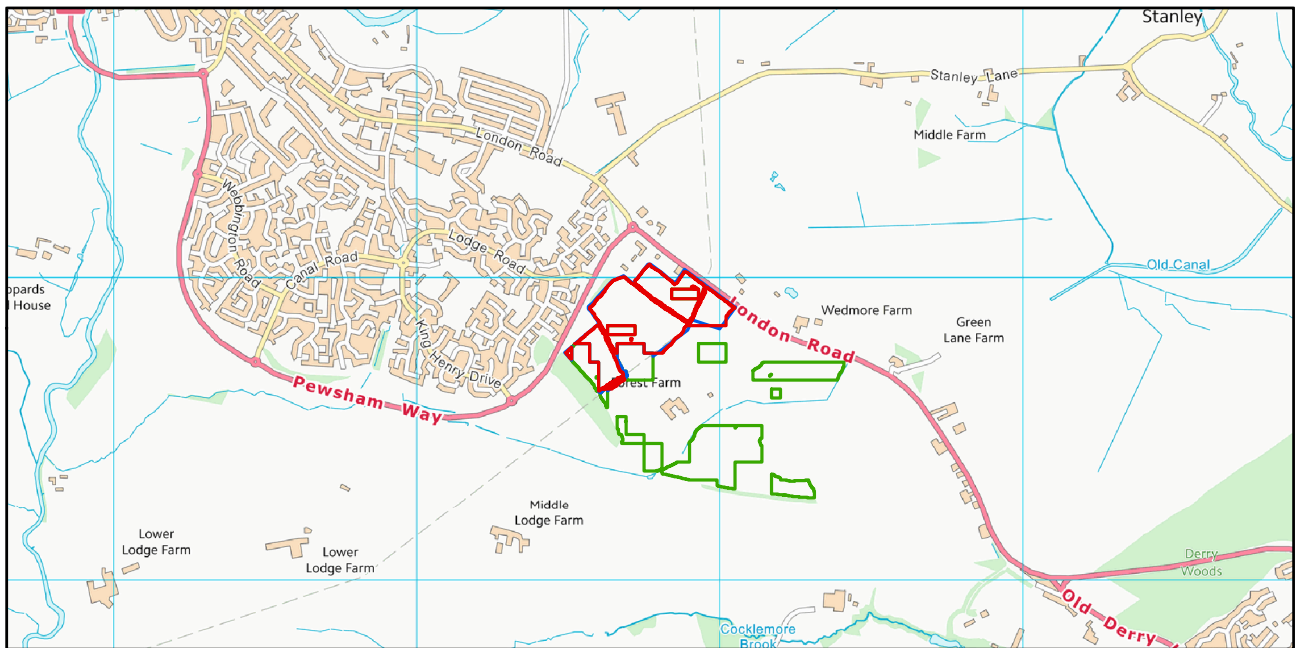 Stanley
Stanley Lane
Middle Farm
London Road
Webbington Road
Canal Road
Lodge Road
King Henry Drive
Old Canal
opards
l House
Wedmore Farm
Green
Lane Farm
London Road
Pewsham Way
Forest Farm
Middle
Lodge Farm
Lower
Lodge Farm
Lower
Lodge Farm
Derry
Woods
Old Derry
Cocklemore
Brook